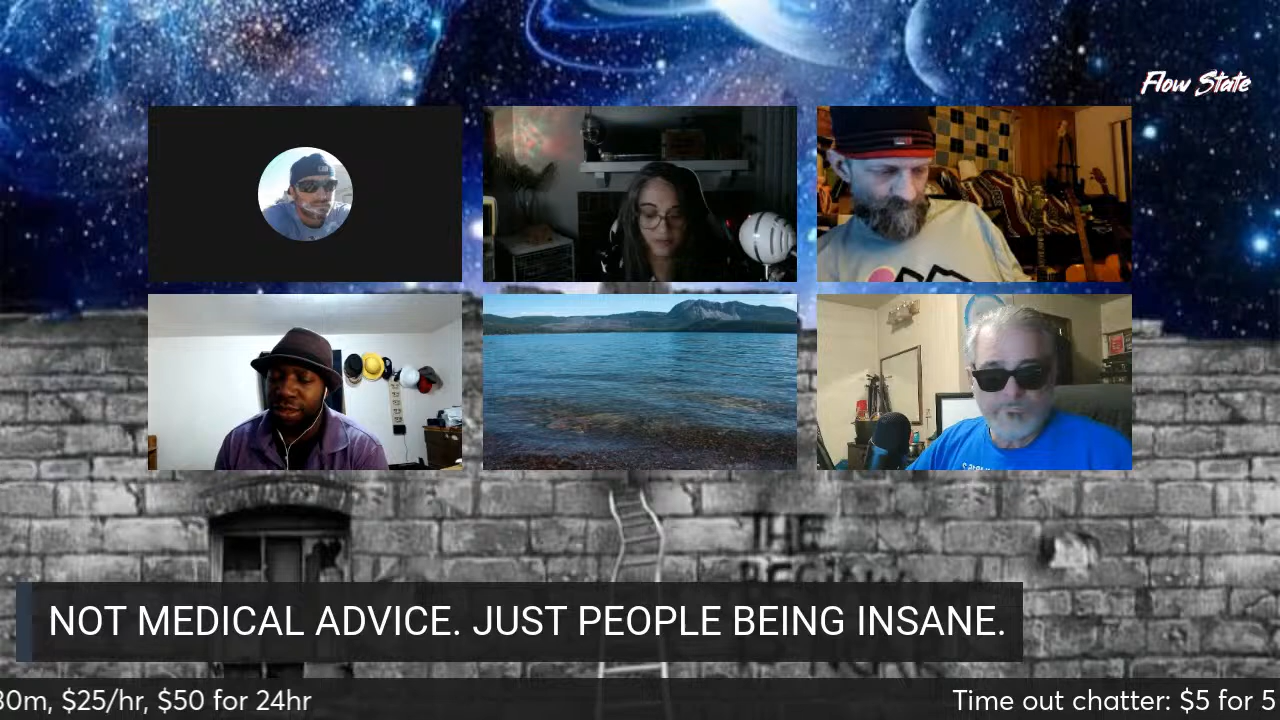 Flow State
THE
NOT MEDICAL ADVICE. JUST PEOPLE BEING INSANE.
30m, $25/hr, $50 for 24hr
Time out chatter: $5 for 5